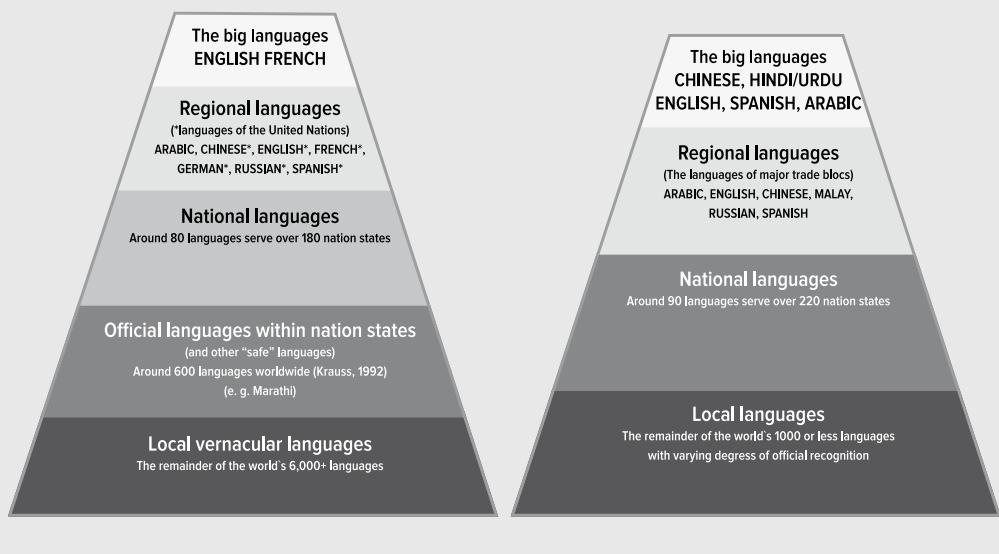 The big languages
ENGLISH FRENCH
Regional languages
(*languages of the United Nations)
ARABIC, CHINESE*, ENGLISH*, FRENCH*,
GERMAN*, RUSSIAN*, SPANISH*
National languages
Around 80 languages serve over 180 nation states
Official languages within nation states
(and other “safe” languages)
Around 600 languages worldwide (Krauss, 1992)
(e. g. Marathi)
Local vernacular languages
The remainder of the world`s 6,000+ languages
The big languages
CHINESE, HINDI/URDU
ENGLISH, SPANISH, ARABIC
Regional languages
(The languages of major trade blocs)
ARABIC, ENGLISH, CHINESE, MALAY,
RUSSIAN, SPANISH
National languages
Around 90 languages serve over 220 nation states
Local languages
The remainder of the world`s 1000 or less languages
with varying degress of official recognition